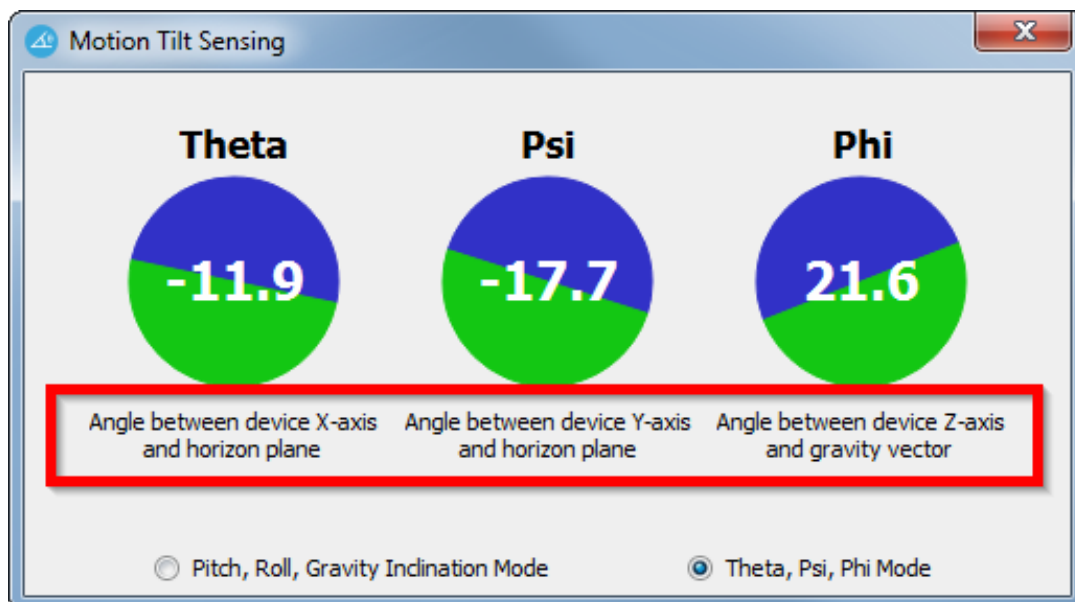 Motion Tilt Sensing
Theta
Psi
Phi
-11.9
-17.7
21.6
Angle between device X-axis
and horizon plane
Angle between device Y-axis
and horizon plane
Angle between device Z-axis
and gravity vector
Pitch, Roll, Gravity Inclination Mode
Theta, Psi, Phi Mode